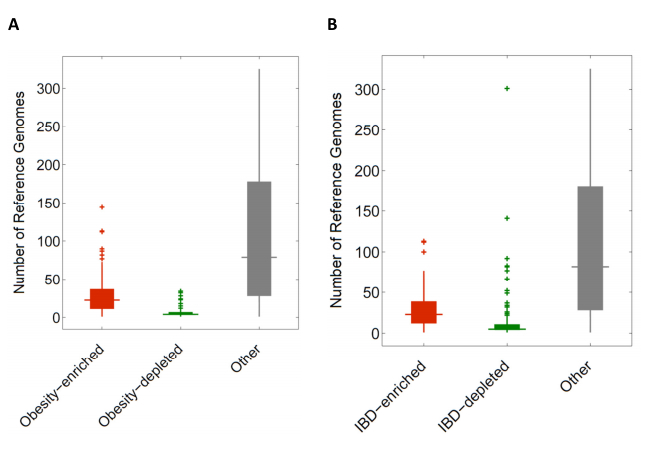 A
B
Number of Reference Genomes
300
250
200
150
100
50
0
Obesity-enriched
Obesity-depleted
Other
Number of Reference Genomes
300
250
200
150
100
50
0
IBD-enriched
IBD-depleted
Other